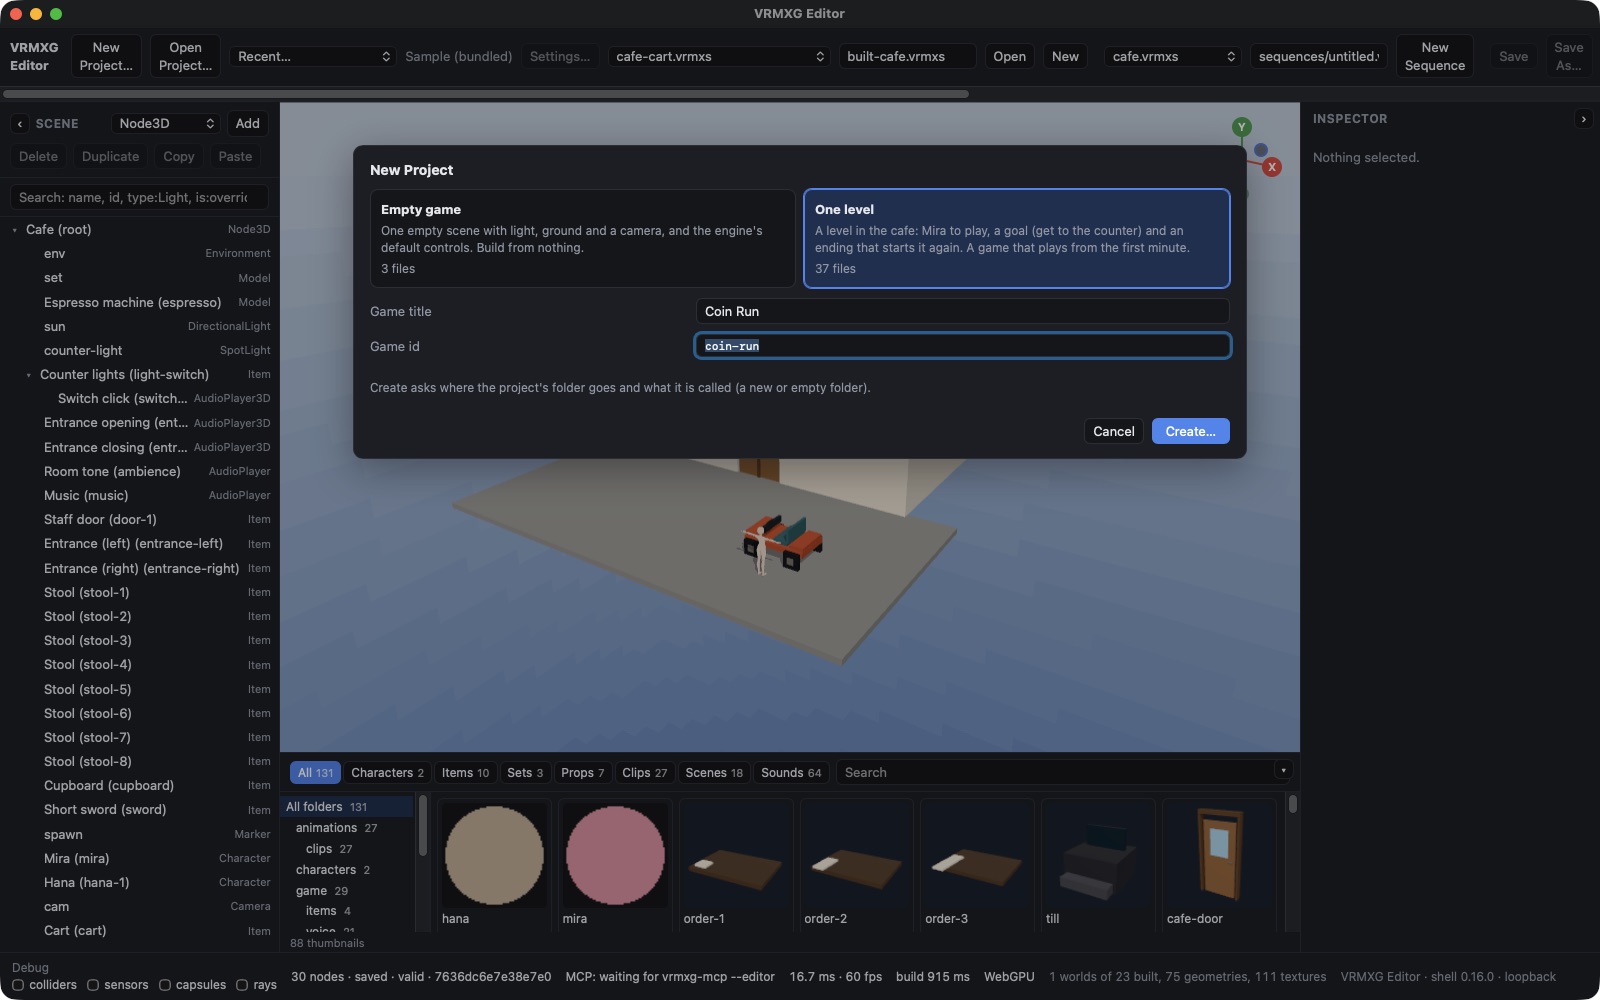 VRMXG Editor
VRMXG
Editor
New
Project...
Open
Project...
Recent...
Sample (bundled)
Settings...
cafe-cart.vrmxs
built-cafe.vrmxs
Open
New
cafe.vrmxs
sequences/untitled.
New
Sequence
Save
Save
As...
SCENE
Node3D
Add
Delete
Duplicate
Copy
Paste
Search: name, id, type:Light, is:overri
Cafe (root) Node3D
env Environment
set Model
Espresso machine (espresso) Model
sun DirectionalLight
counter-light SpotLight
Counter lights (light-switch) Item
Switch click (switch... AudioPlayer3D
Entrance opening (ent... AudioPlayer3D
Entrance closing (entr... AudioPlayer3D
Room tone (ambience) AudioPlayer
Music (music) AudioPlayer
Staff door (door-1) Item
Entrance (left) (entrance-left) Item
Entrance (right) (entrance-right) Item
Stool (stool-1) Item
Stool (stool-2) Item
Stool (stool-3) Item
Stool (stool-4) Item
Stool (stool-5) Item
Stool (stool-6) Item
Stool (stool-7) Item
Stool (stool-8) Item
Cupboard (cupboard) Item
Short sword (sword) Item
spawn Marker
Mira (mira) Character
Hana (hana-1) Character
cam Camera
Cart (cart) Item
Y
X
New Project
Empty game
One empty scene with light, ground and a camera, and the engine's
default controls. Build from nothing.
3 files
One level
A level in the cafe: Mira to play, a goal (get to the counter) and an
ending that starts it again. A game that plays from the first minute.
37 files
Game title Coin Run
Game id coin-run
Create asks where the project's folder goes and what it is called (a new or empty folder).
Cancel
Create...
INSPECTOR
Nothing selected.
All 131
Characters 2
Items 10
Sets 3
Props 7
Clips 27
Scenes 18
Sounds 64
Search
All folders 131
animations 27
clips 27
characters 2
game 29
items 4
voice 21
88 thumbnails
hana
mira
order-1
order-2
order-3
till
cafe-door
Debug
colliders
sensors
capsules
rays
30 nodes · saved · valid · 7636dc6e7e38e7e0
MCP: waiting for vrmxg-mcp --editor
16.7 ms · 60 fps
build 915 ms
WebGPU
1 worlds of 23 built, 75 geometries, 111 textures
VRMXG Editor · shell 0.16.0 · loopback